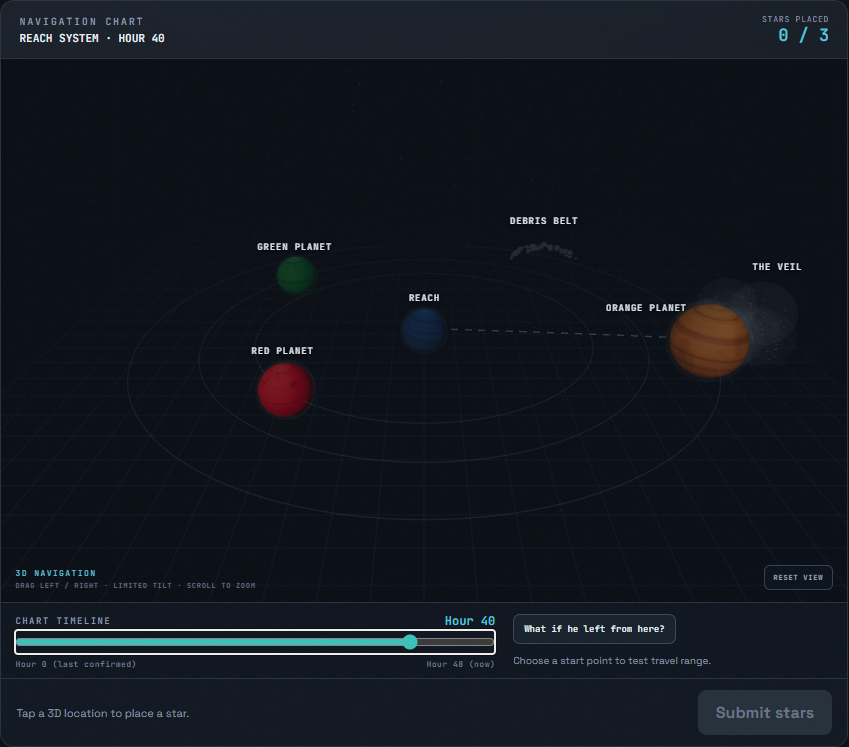 NAVIGATION CHART
REACH SYSTEM · HOUR 40
STARS PLACED
0 / 3
DEBRIS BELT
GREEN PLANET
THE VEIL
REACH
ORANGE PLANET
RED PLANET
3D NAVIGATION
DRAG LEFT / RIGHT · LIMITED TILT · SCROLL TO ZOOM
RESET VIEW
CHART TIMELINE
Hour 40
Hour 0 (last confirmed)
Hour 48 (now)
What if he left from here?
Choose a start point to test travel range.
Tap a 3D location to place a star.
Submit stars